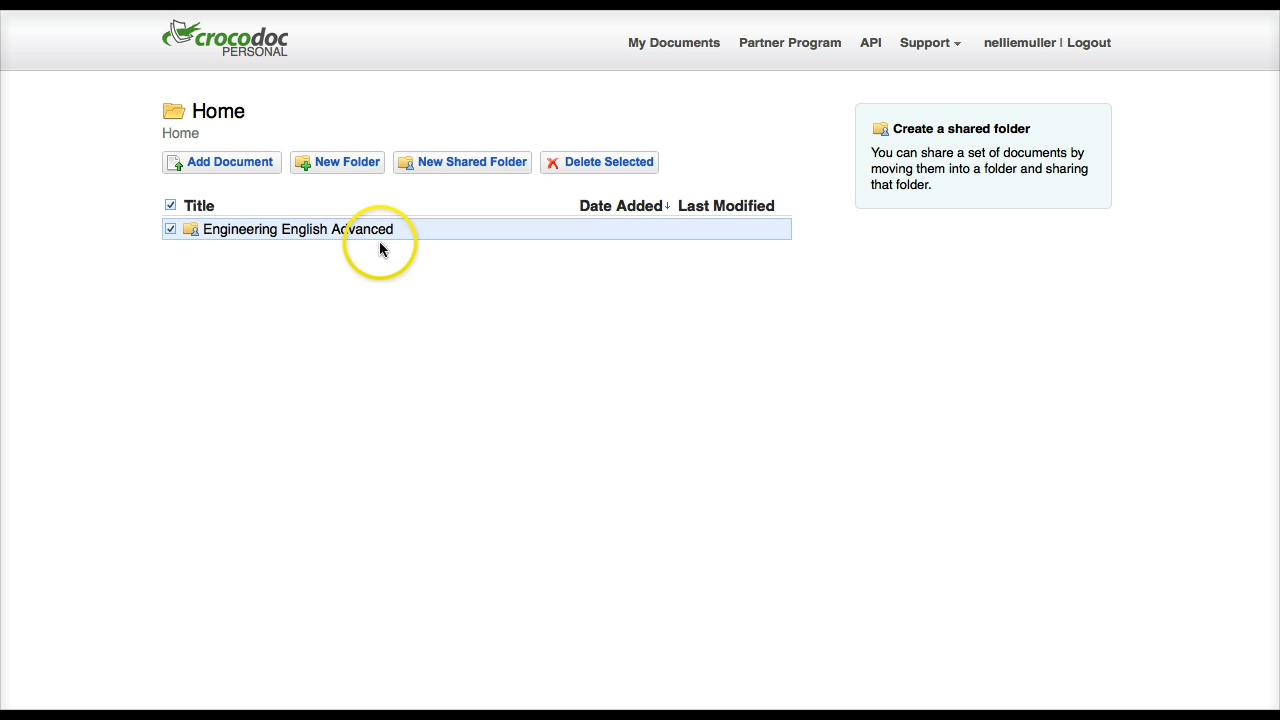 crocodoc
PERSONAL
My Documents Partner Program API Support nelliemuller | Logout
Home
Home
Add Document New Folder New Shared Folder Delete Selected
Title Date Added↓ Last Modified
Engineering English Advanced
Create a shared folder
You can share a set of documents by
moving them into a folder and sharing
that folder.